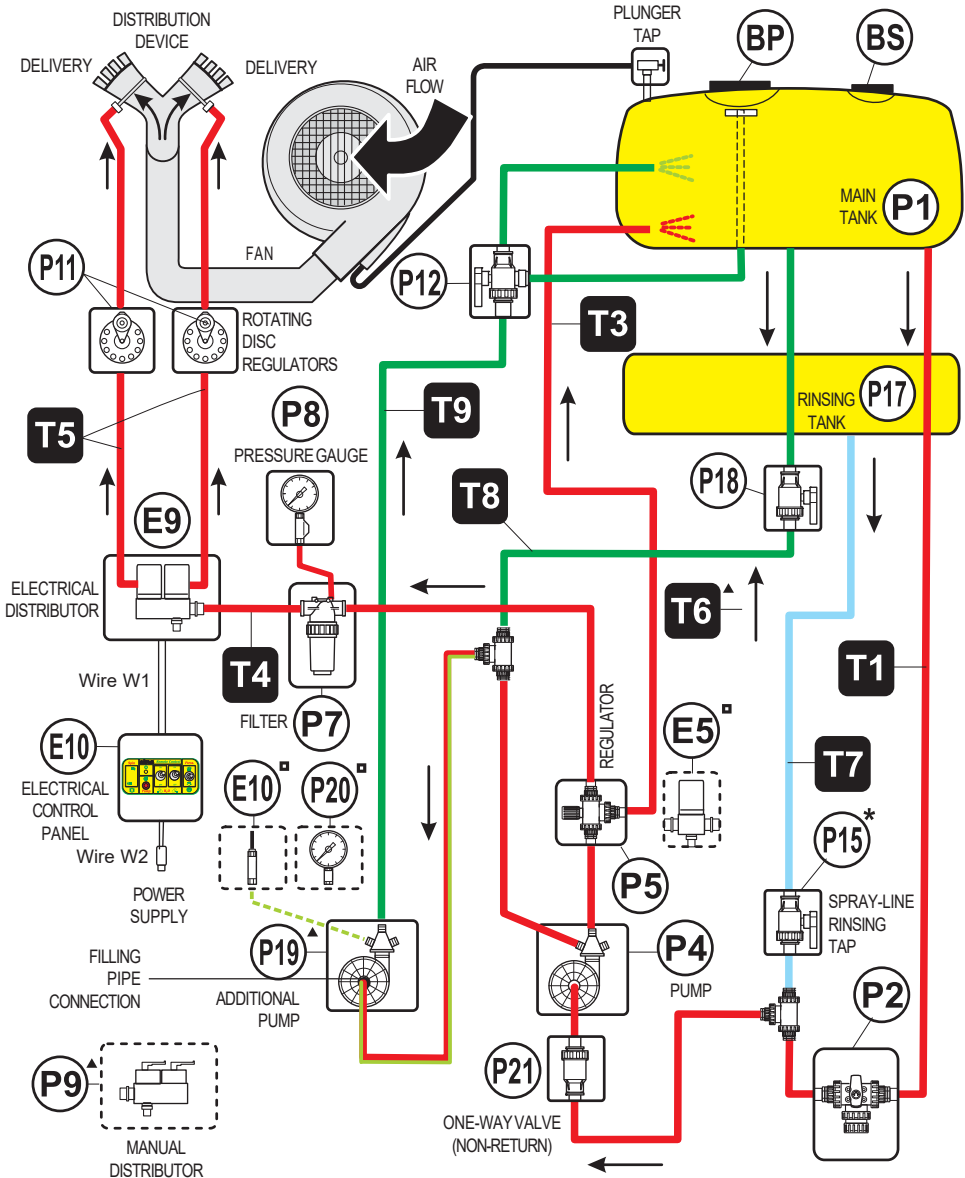 DISTRIBUTION
DEVICE
DELIVERY
DELIVERY
AIR
FLOW
PLUNGER
TAP
BP
BS
MAIN
TANK
P1
FAN
P11
P12
T3
ROTATING
DISC
REGULATORS
RINSING
TANK
P17
T5
P8
T9
PRESSURE GAUGE
P18
T8
E9
ELECTRICAL
DISTRIBUTOR
T6▲
T1
T4
Wire W1
FILTER
P7
REGULATOR
E5▫
T7
E10
ELECTRICAL
CONTROL
PANEL
E10▫
P20▫
P15*
Wire W2
P5
SPRAY-LINE
RINSING
TAP
POWER
SUPPLY
P19▲
P4
FILLING
PIPE
CONNECTION
ADDITIONAL
PUMP
PUMP
P2
P21
P9▲
ONE-WAY VALVE
(NON-RETURN)
MANUAL
DISTRIBUTOR